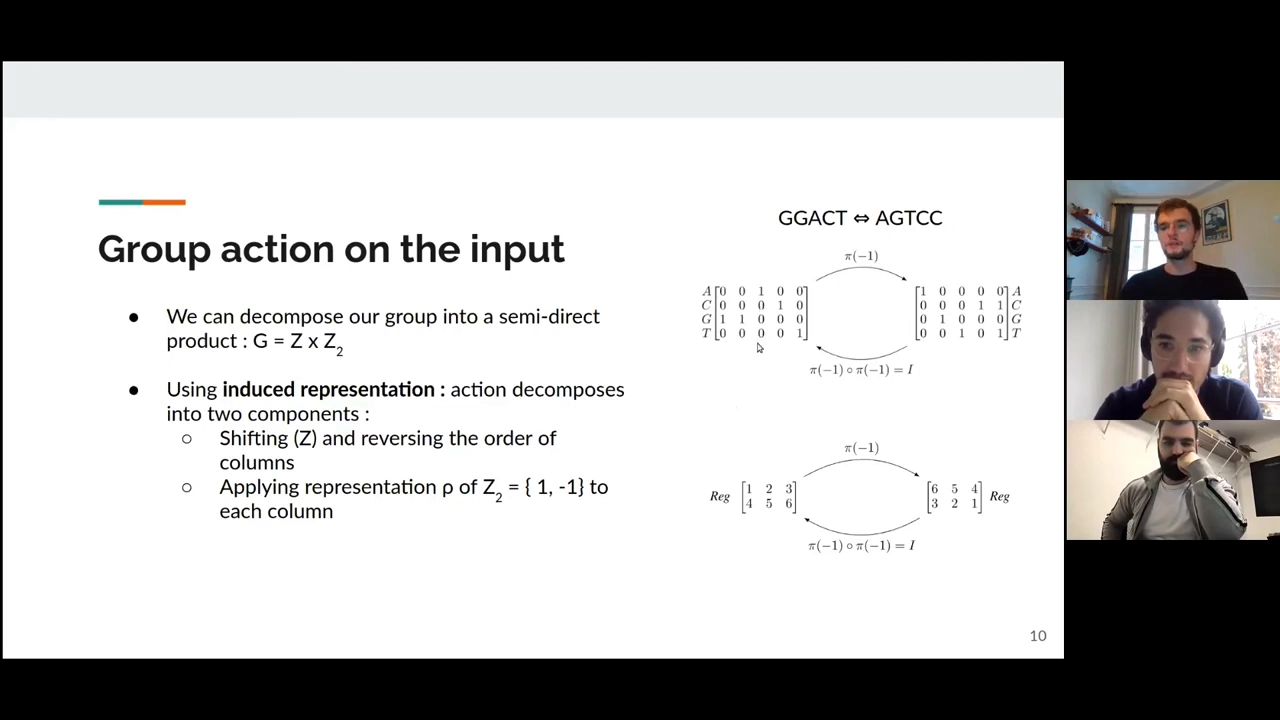 Group action on the input
● We can decompose our group into a semi-direct
product : G = Z x Z2
● Using induced representation : action decomposes
into two components :
○ Shifting (Z) and reversing the order of
columns
○ Applying representation ρ of Z2 = { 1, -1} to
each column
GGACT ⇔ AGTCC
π(−1)
A [0 0 1 0 0] [1 0 0 0 0] A
C [0 0 0 1 0] [0 0 0 1 1] C
G [1 1 0 0 0] [0 1 0 0 0] G
T [0 0 0 0 1] [0 0 1 0 1] T
π(−1) ∘ π(−1) = I
π(−1)
Reg [1 2 3] [6 5 4] Reg
[4 5 6] [3 2 1]
π(−1) ∘ π(−1) = I
10